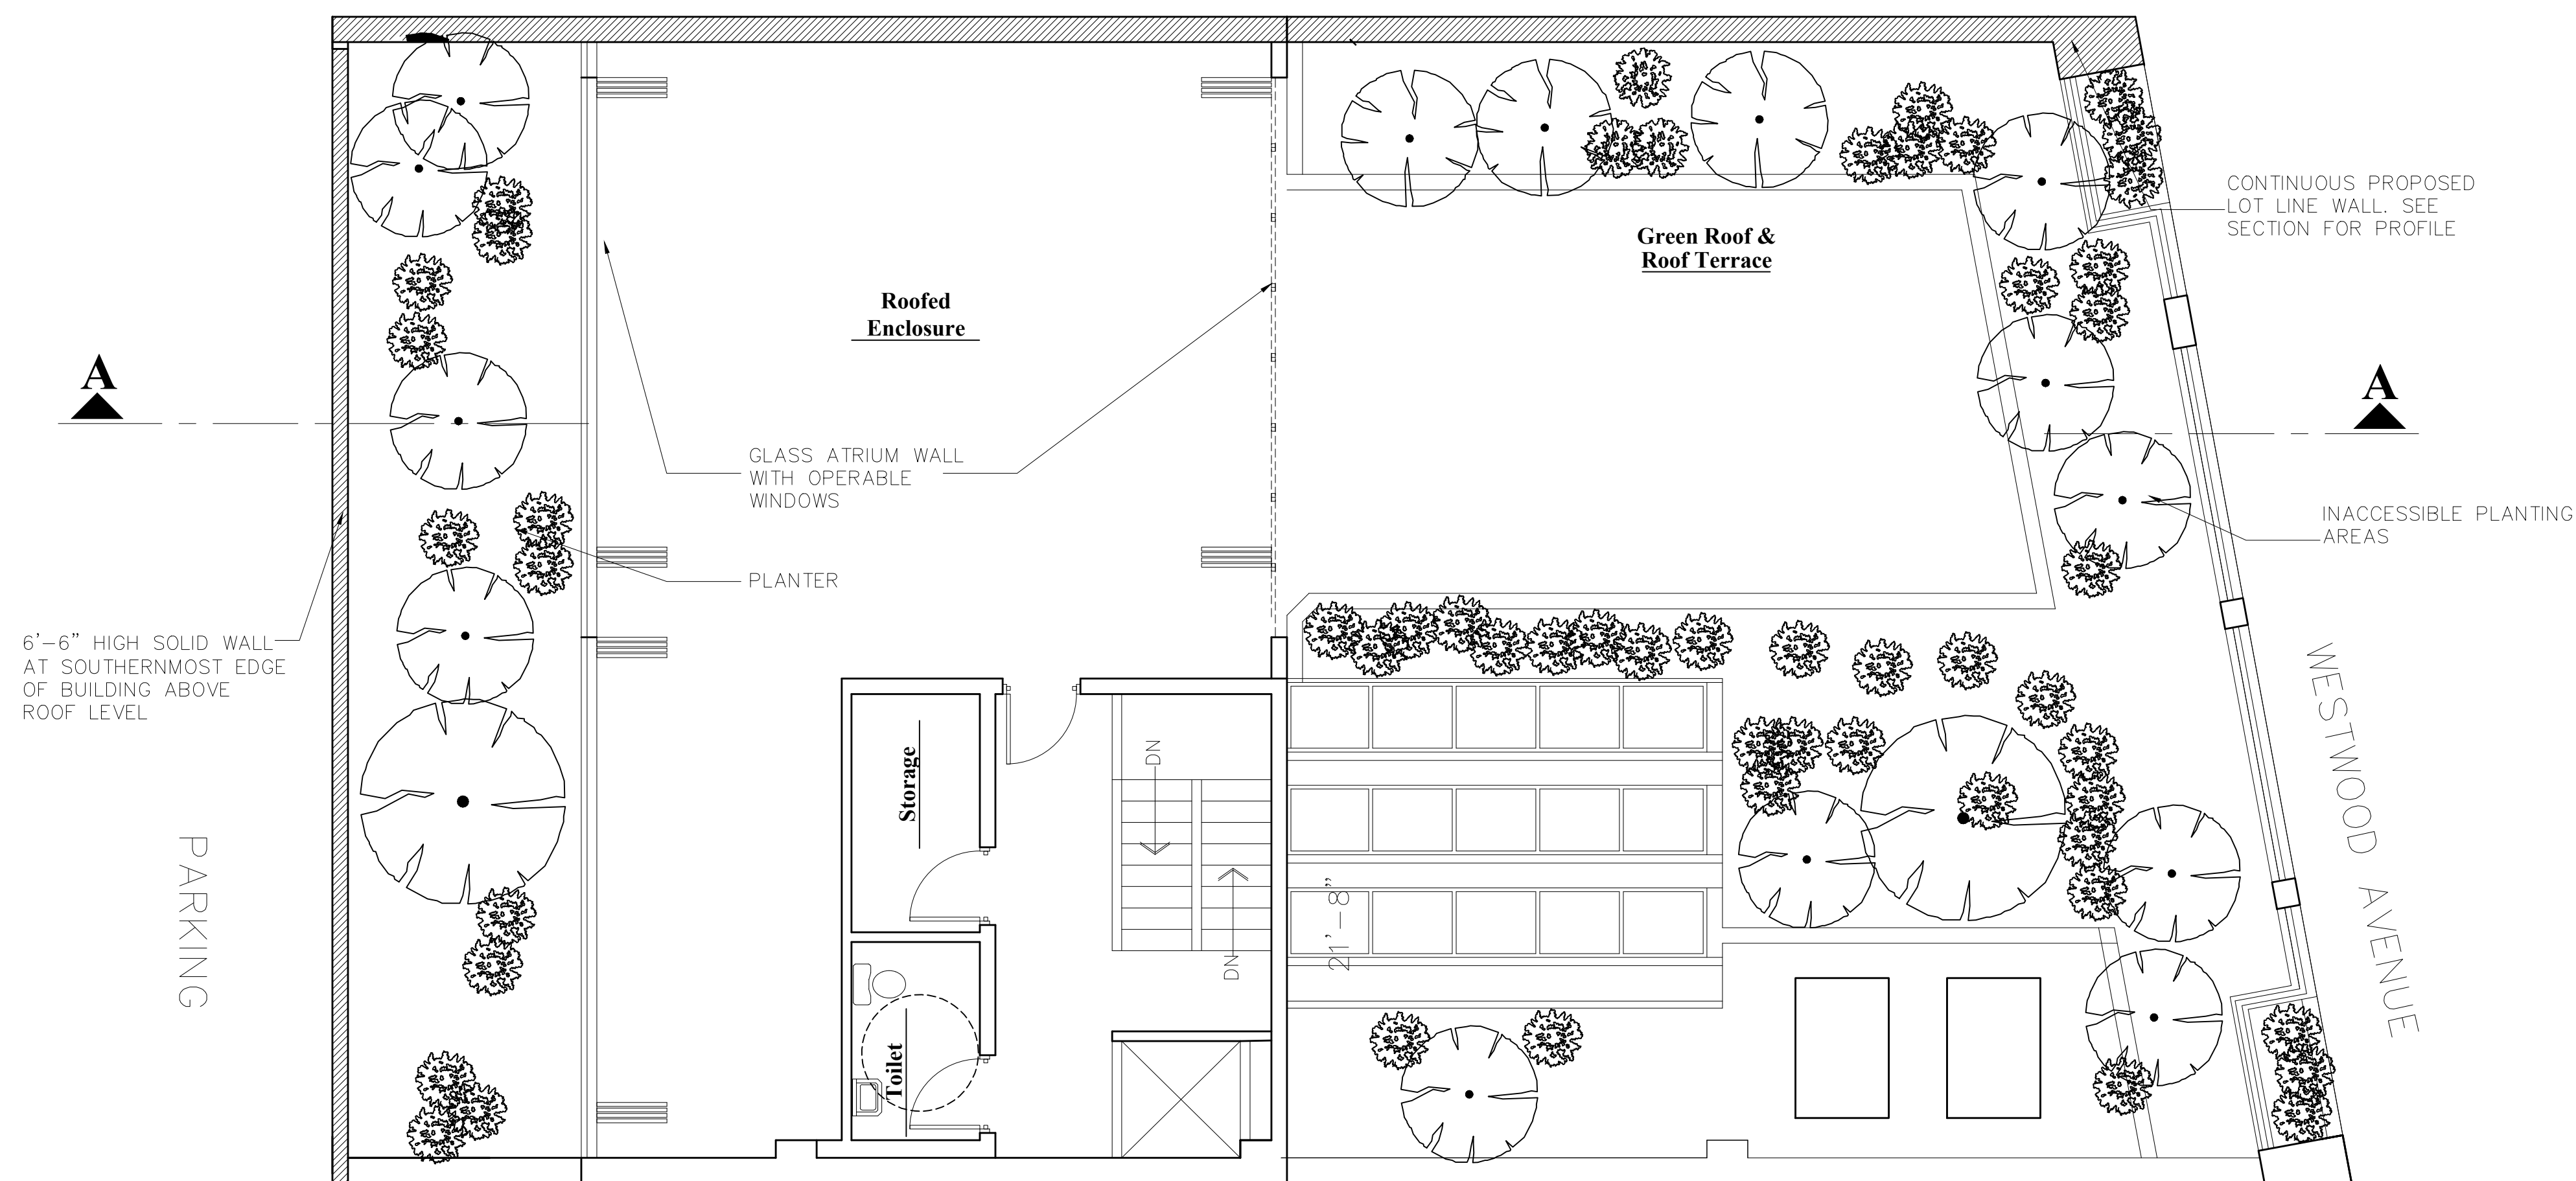 CONTINUOUS PROPOSED
LOT LINE WALL. SEE
SECTION FOR PROFILE
Green Roof &
Roof Terrace
Roofed
Enclosure
A
A
GLASS ATRIUM WALL
WITH OPERABLE
WINDOWS
INACCESSIBLE PLANTING
AREAS
PLANTER
6'-6" HIGH SOLID WALL
AT SOUTHERNMOST EDGE
OF BUILDING ABOVE
ROOF LEVEL
WESTWOOD AVENUE
DN
Storage
PARKING
21'-8"
DN
Toilet